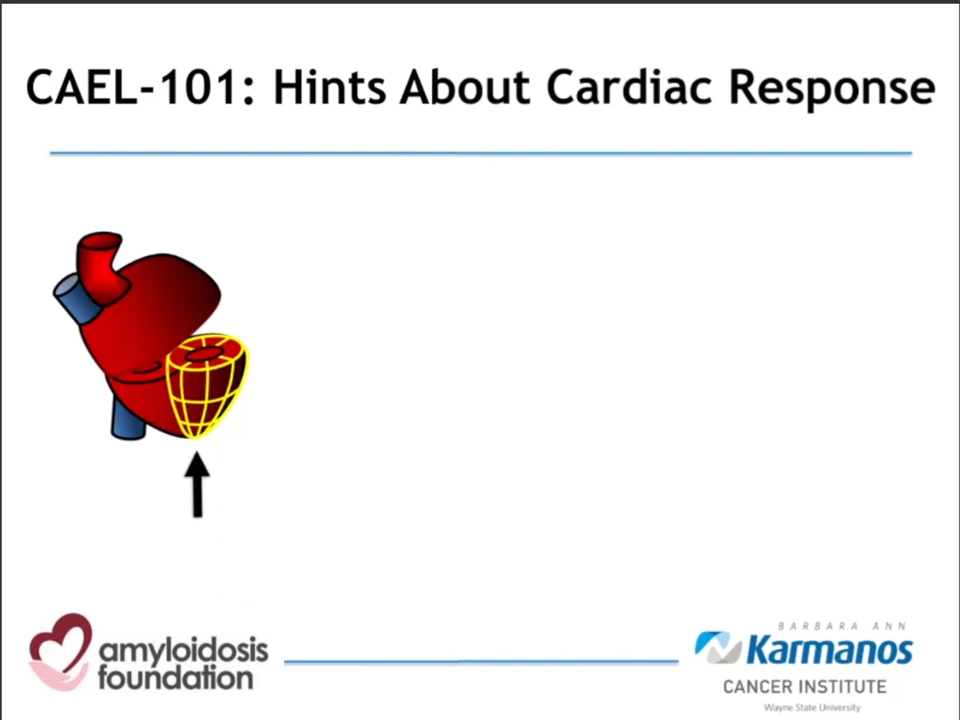 CAEL-101: Hints About Cardiac Response
amyloidosis
foundation
BARBARA ANN
Karmanos
CANCER INSTITUTE
Wayne State University